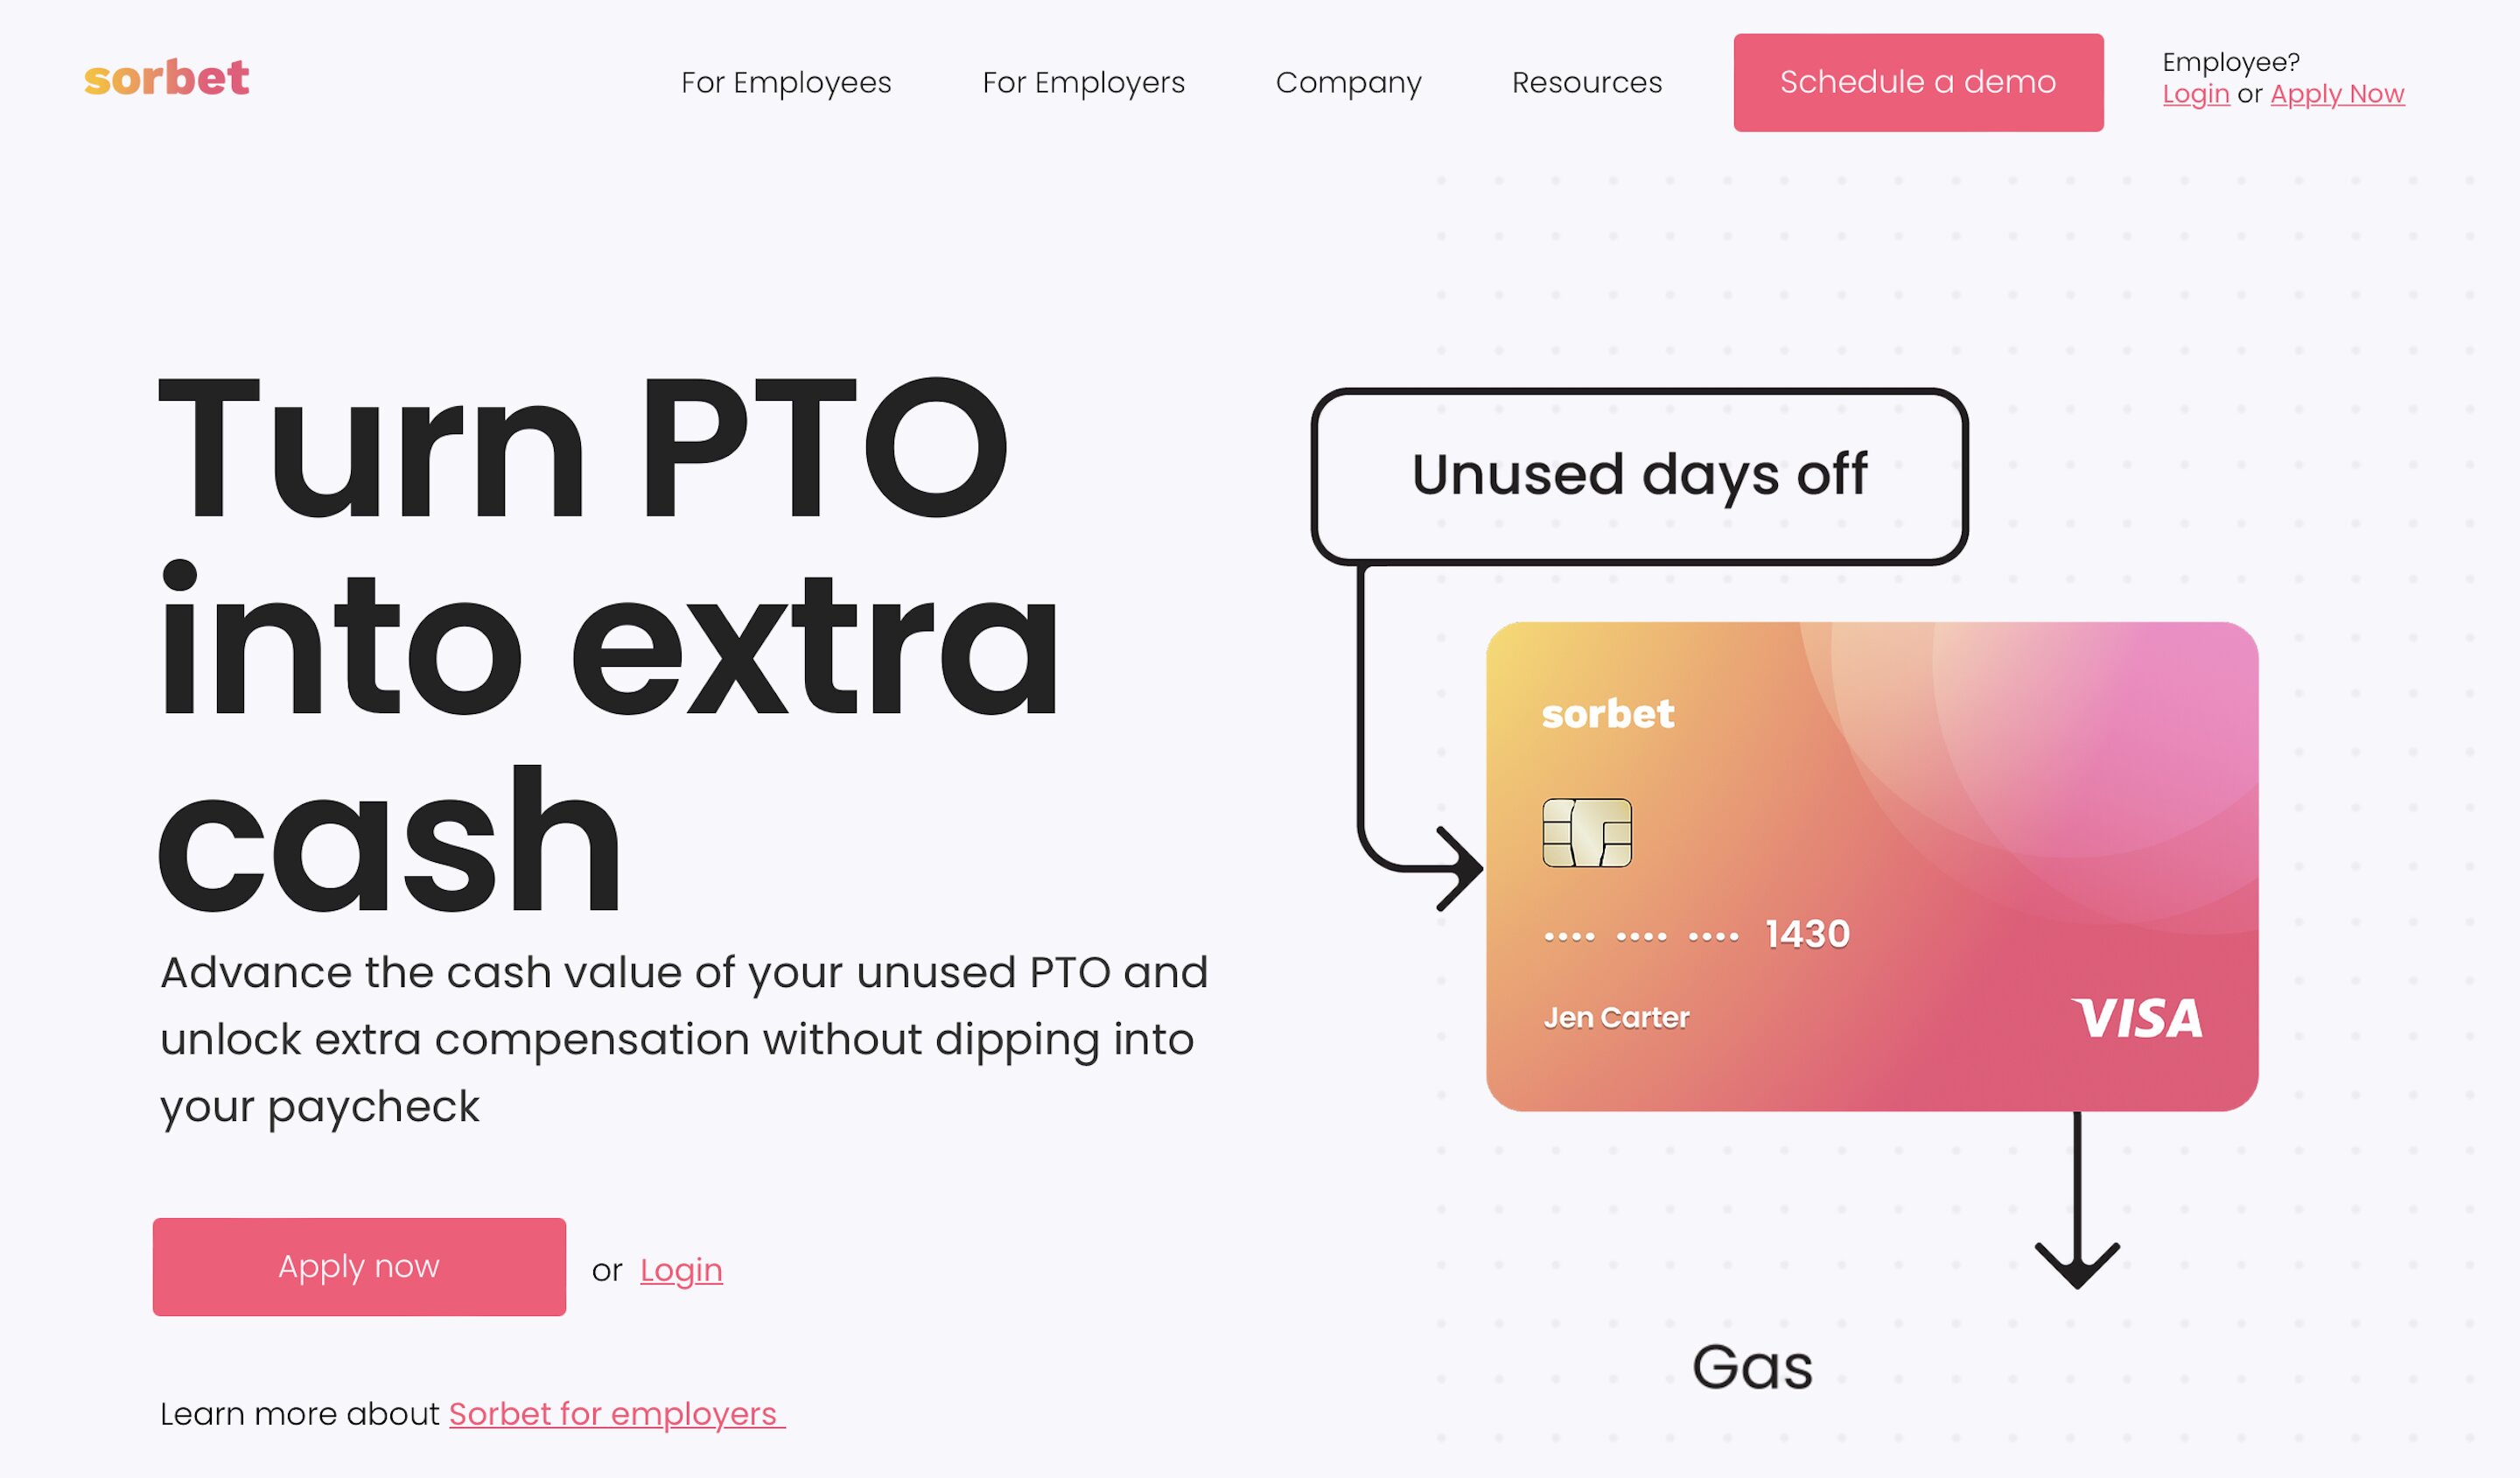 sorbet
For Employees
For Employers
Company
Resources
Schedule a demo
Employee?
Login or Apply Now
Turn PTO
into extra
cash
Advance the cash value of your unused PTO and
unlock extra compensation without dipping into
your paycheck
Apply now
or Login
Learn more about Sorbet for employers
Unused days off
sorbet
•••• •••• •••• 1430
Jen Carter
VISA
Gas